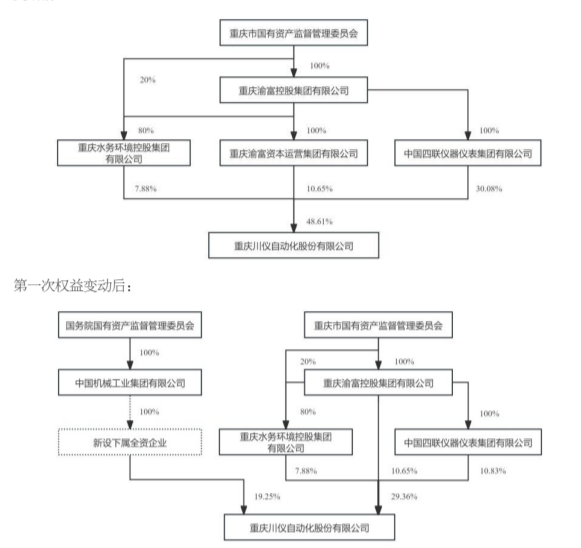 重庆市国有资产监督管理委员会
100%
20%
重庆渝富控股集团有限公司
80%
100%
100%
重庆水务环境控股集团
有限公司
重庆渝富资本运营集团有限公司
中国四联仪器仪表集团有限公司
7.88%
10.65%
30.08%
48.61%
重庆川仪自动化股份有限公司
第一次权益变动后：
国务院国有资产监督管理委员会
重庆市国有资产监督管理委员会
100%
20%
100%
中国机械工业集团有限公司
重庆渝富控股集团有限公司
100%
80%
100%
新设下属全资企业
重庆水务环境控股集团
有限公司
中国四联仪器仪表集团有限公司
7.88%
10.65%
10.83%
19.25%
29.36%
重庆川仪自动化股份有限公司